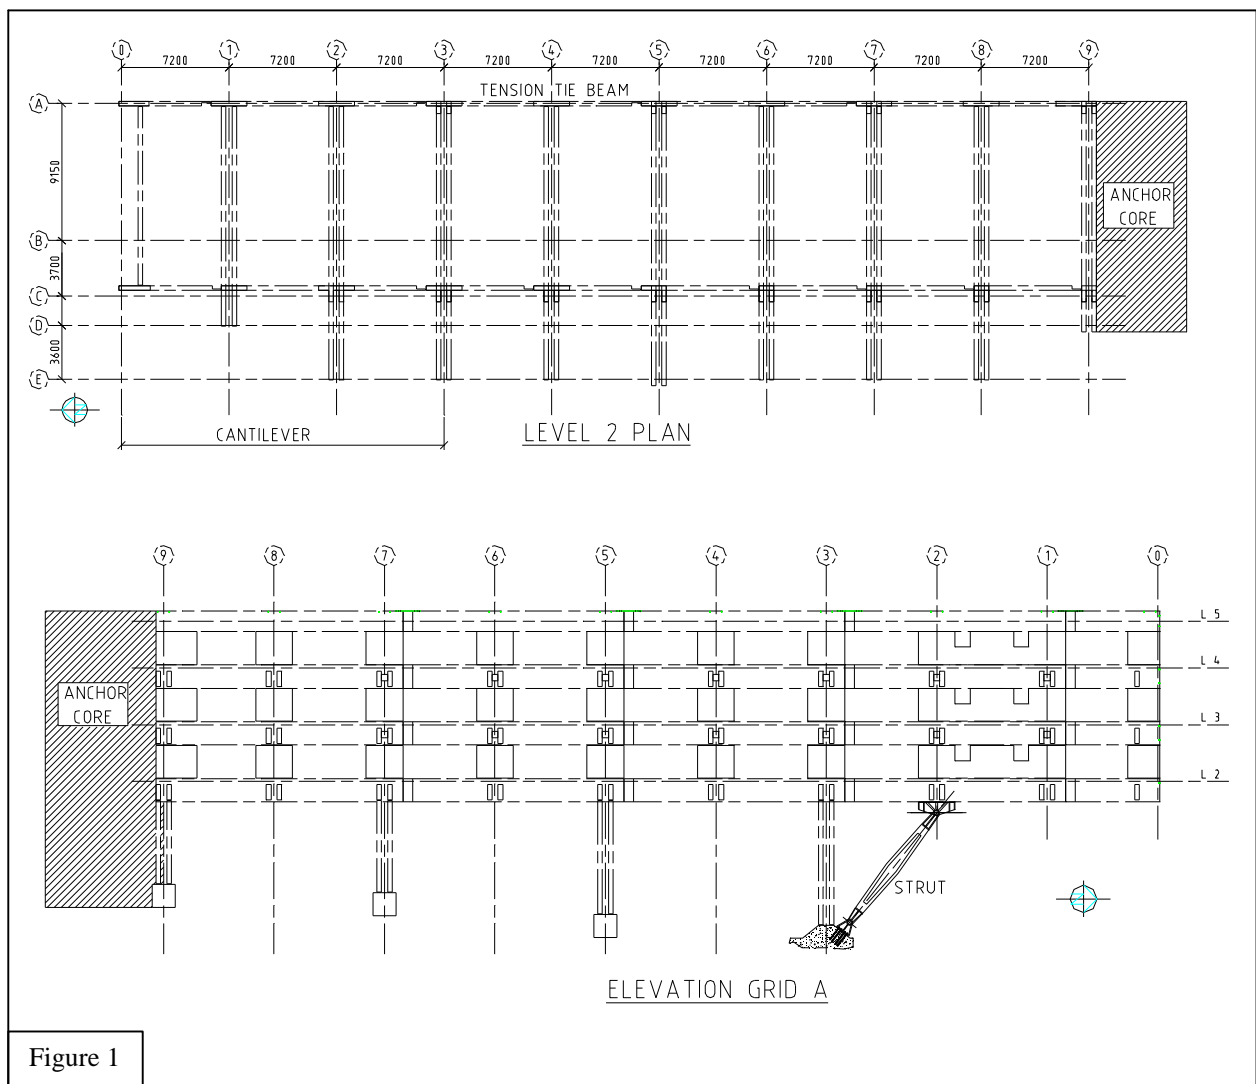 0 1 2 3 4 5 6 7 8 9
7200 7200 7200 7200 7200 7200 7200 7200 7200
TENSION TIE BEAM
A
9150
ANCHOR
CORE
B
3700
C
D
3600
E
CANTILEVER
LEVEL 2 PLAN
9 8 7 6 5 4 3 2 1 0
L 5
L 4
ANCHOR
CORE
L 3
L 2
STRUT
ELEVATION GRID A
Figure 1